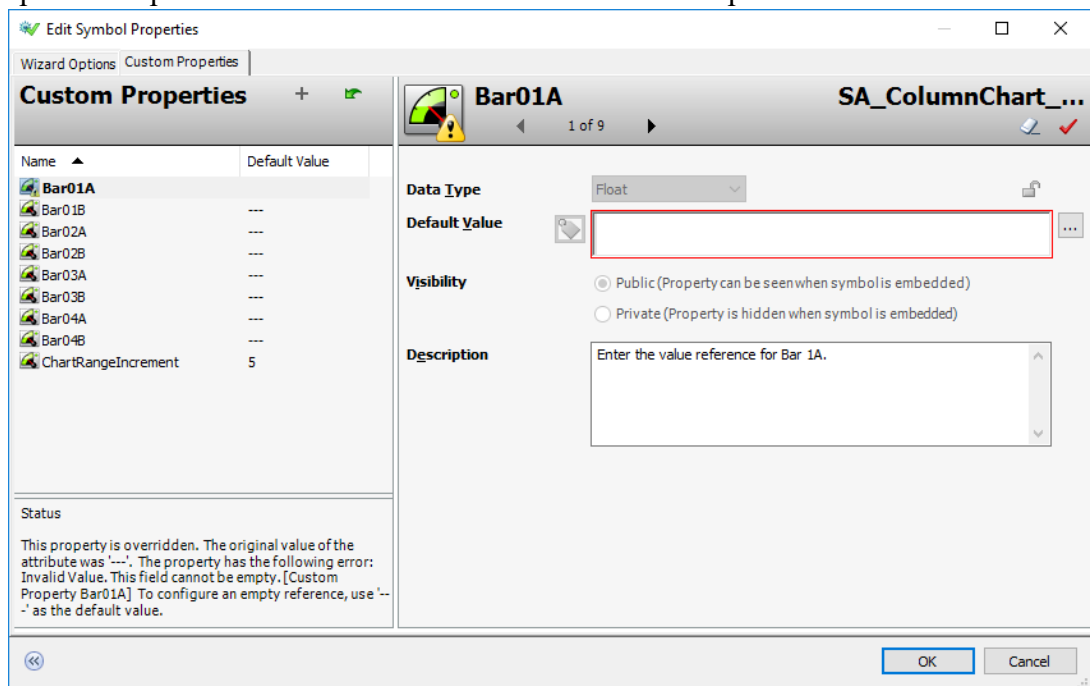 Edit Symbol Properties
Wizard Options Custom Properties
Custom Properties
Name Default Value
Bar01A
Bar01B ---
Bar02A ---
Bar02B ---
Bar03A ---
Bar03B ---
Bar04A ---
Bar04B ---
ChartRangeIncrement 5
Status
This property is overridden. The original value of the
attribute was '---'. The property has the following error:
Invalid Value. This field cannot be empty. [Custom
Property Bar01A] To configure an empty reference, use '--
-' as the default value.
Bar01A SA_ColumnChart_...
1 of 9
Data Type Float
Default Value ...
Visibility Public (Property can be seen when symbol is embedded)
Private (Property is hidden when symbol is embedded)
Description Enter the value reference for Bar 1A.
OK Cancel